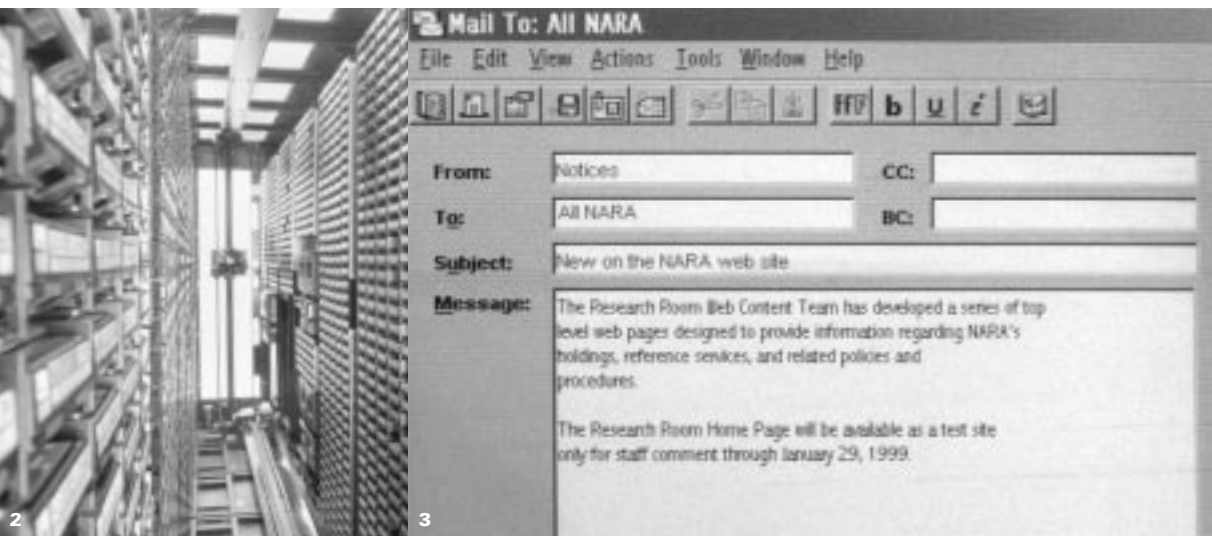 Mail To: All NARA
File Edit View Actions Tools Window Help
b u i
From: Notices CC:
To: All NARA BC:
Subject: New on the NARA web site
Message: The Research Room Web Content Team has developed a series of top
level web pages designed to provide information regarding NARA's
holdings, reference services, and related policies and
procedures.
The Research Room Home Page will be available as a test site
only for staff comment through January 29, 1999.
2
3